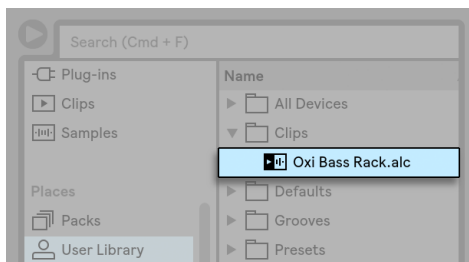 Search (Cmd + F)
Plug-ins
Clips
Samples
Places
Packs
User Library
Name
All Devices
Clips
Oxi Bass Rack.alc
Defaults
Grooves
Presets